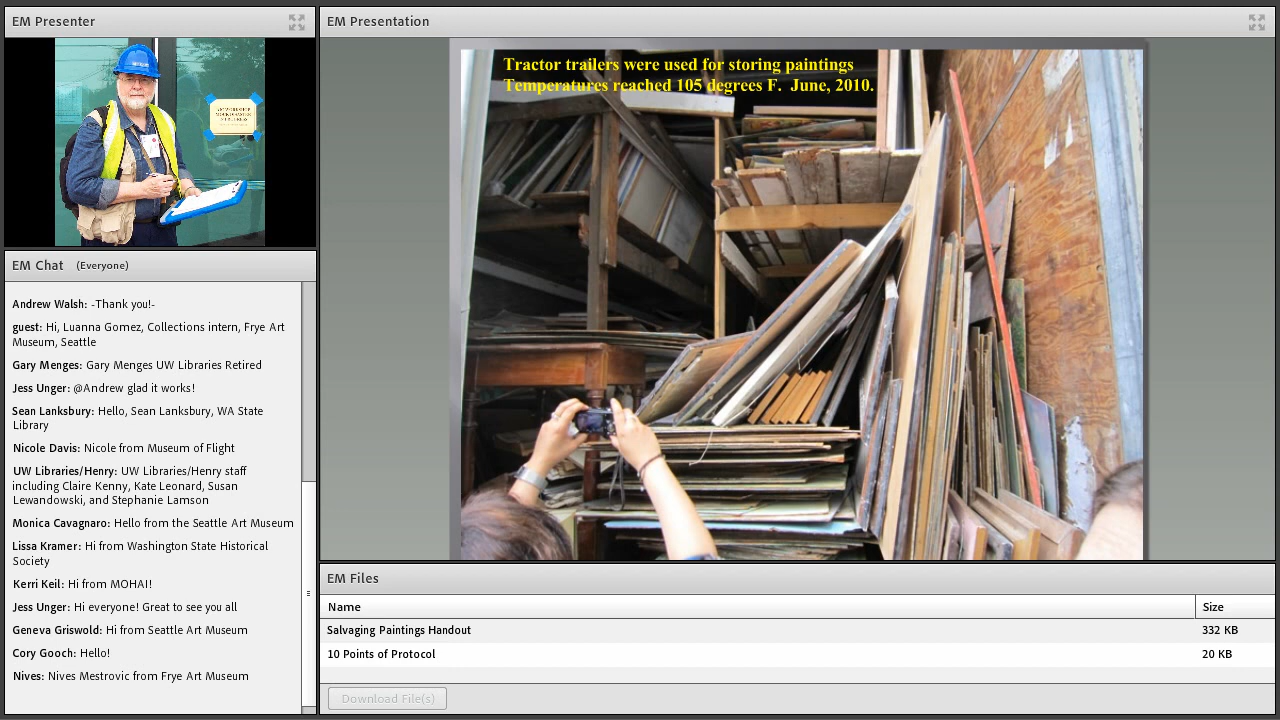 EM Presenter
EM Chat (Everyone)
Andrew Walsh: -Thank you!-
guest: Hi, Luanna Gomez, Collections intern, Frye Art
Museum, Seattle
Gary Menges: Gary Menges UW Libraries Retired
Jess Unger: @Andrew glad it works!
Sean Lanksbury: Hello, Sean Lanksbury, WA State
Library
Nicole Davis: Nicole from Museum of Flight
UW Libraries/Henry: UW Libraries/Henry staff
including Claire Kenny, Kate Leonard, Susan
Lewandowski, and Stephanie Lamson
Monica Cavagnaro: Hello from the Seattle Art Museum
Lissa Kramer: Hi from Washington State Historical
Society
Kerri Keil: Hi from MOHAI!
Jess Unger: Hi everyone! Great to see you all
Geneva Griswold: Hi from Seattle Art Museum
Cory Gooch: Hello!
Nives: Nives Mestrovic from Frye Art Museum
EM Presentation
Tractor trailers were used for storing paintings
Temperatures reached 105 degrees F. June, 2010.
EM Files
Name Size
Salvaging Paintings Handout 332 KB
10 Points of Protocol 20 KB
Download File(s)